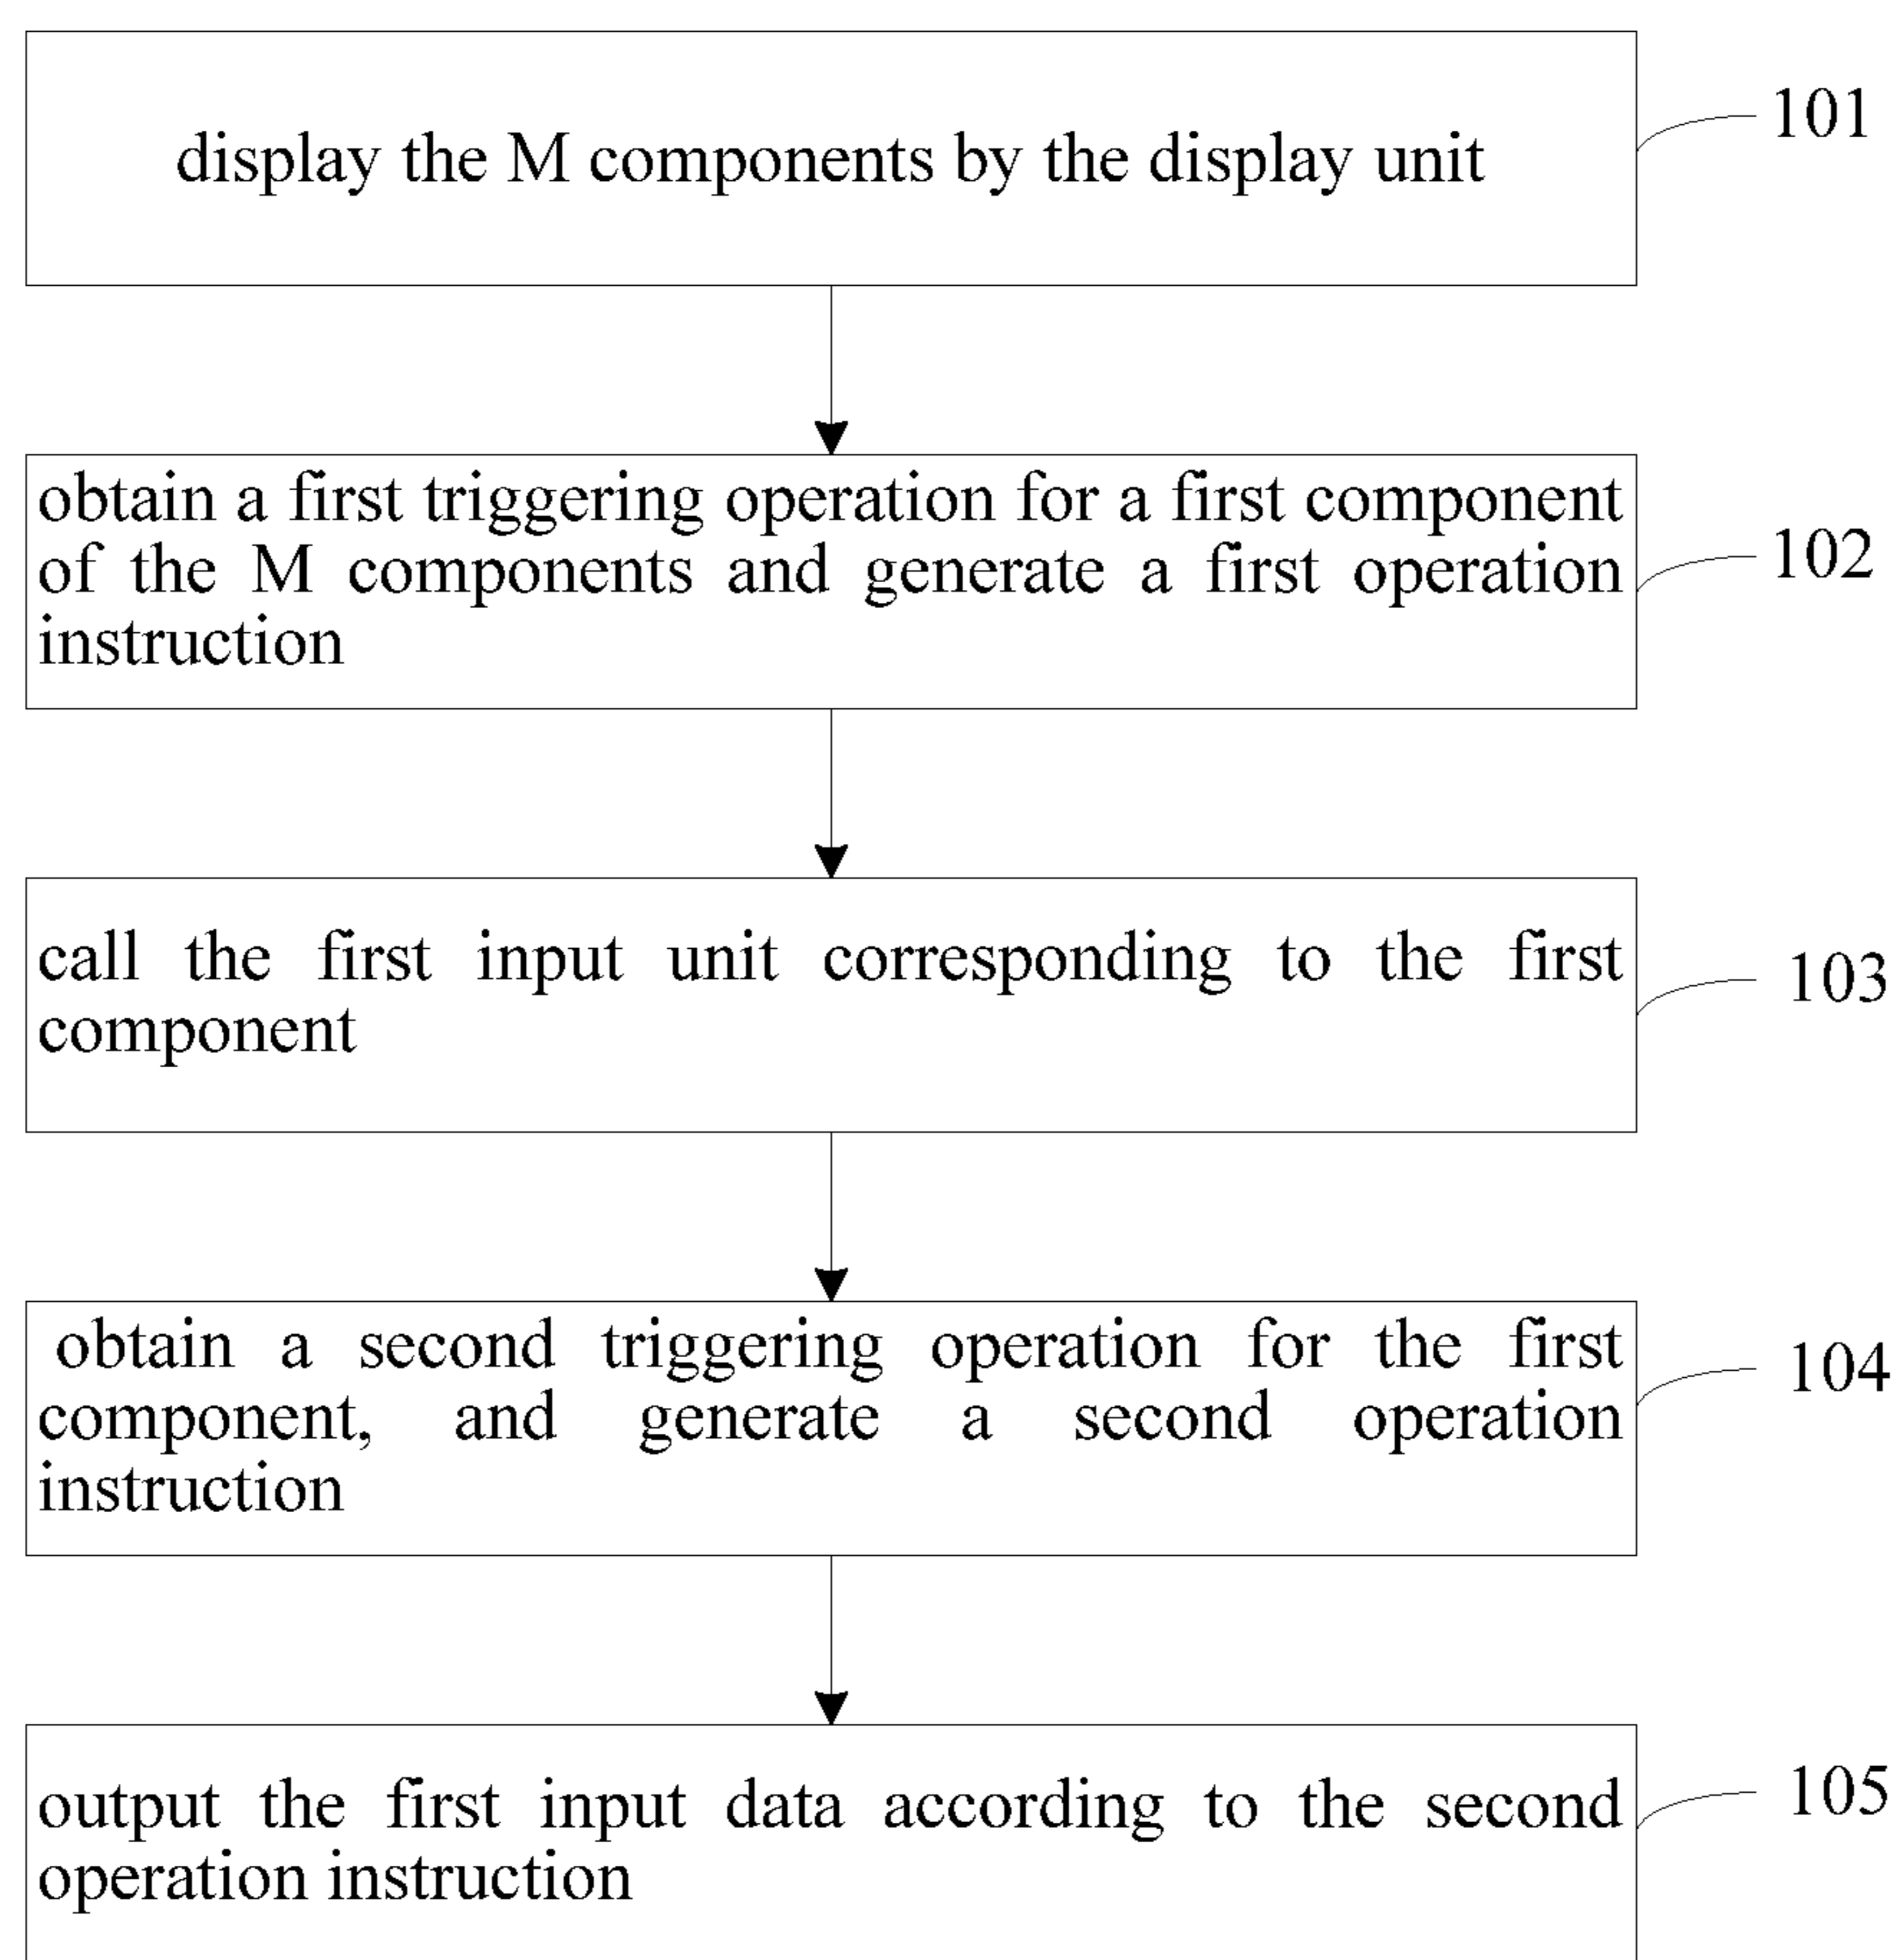 display the M components by the display unit
101
obtain a first triggering operation for a first component
of the M components and generate a first operation
instruction
102
call the first input unit corresponding to the first
component
103
obtain a second triggering operation for the first
component, and generate a second operation
instruction
104
output the first input data according to the second
operation instruction
105